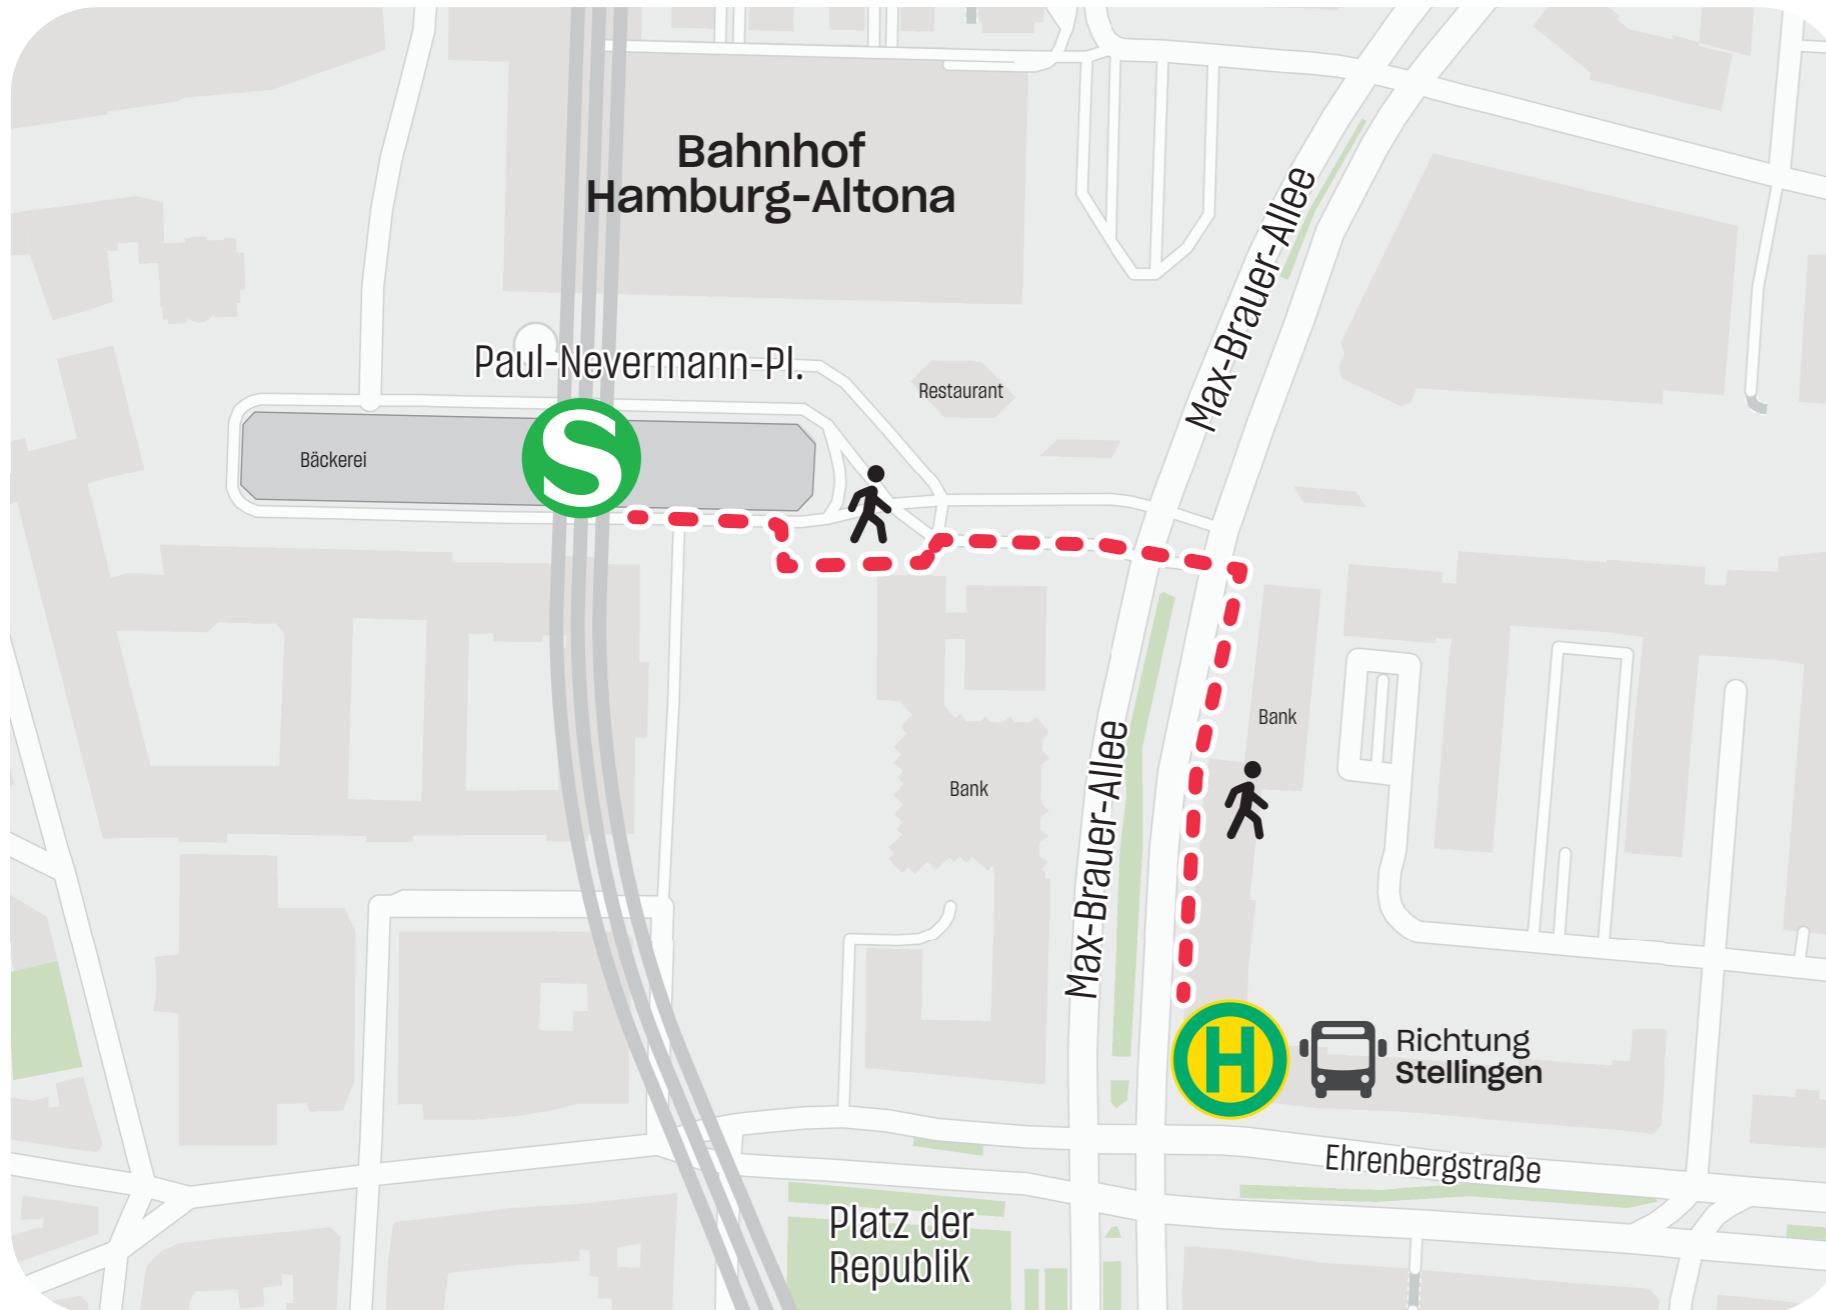 Bahnhof
Hamburg-Altona
Max-Brauer-Allee
Paul-Nevermann-Pl.
Restaurant
Bäckerei
S
Bank
Bank
Max-Brauer-Allee
H
Richtung
Stellingen
Ehrenbergstraße
Platz der
Republik